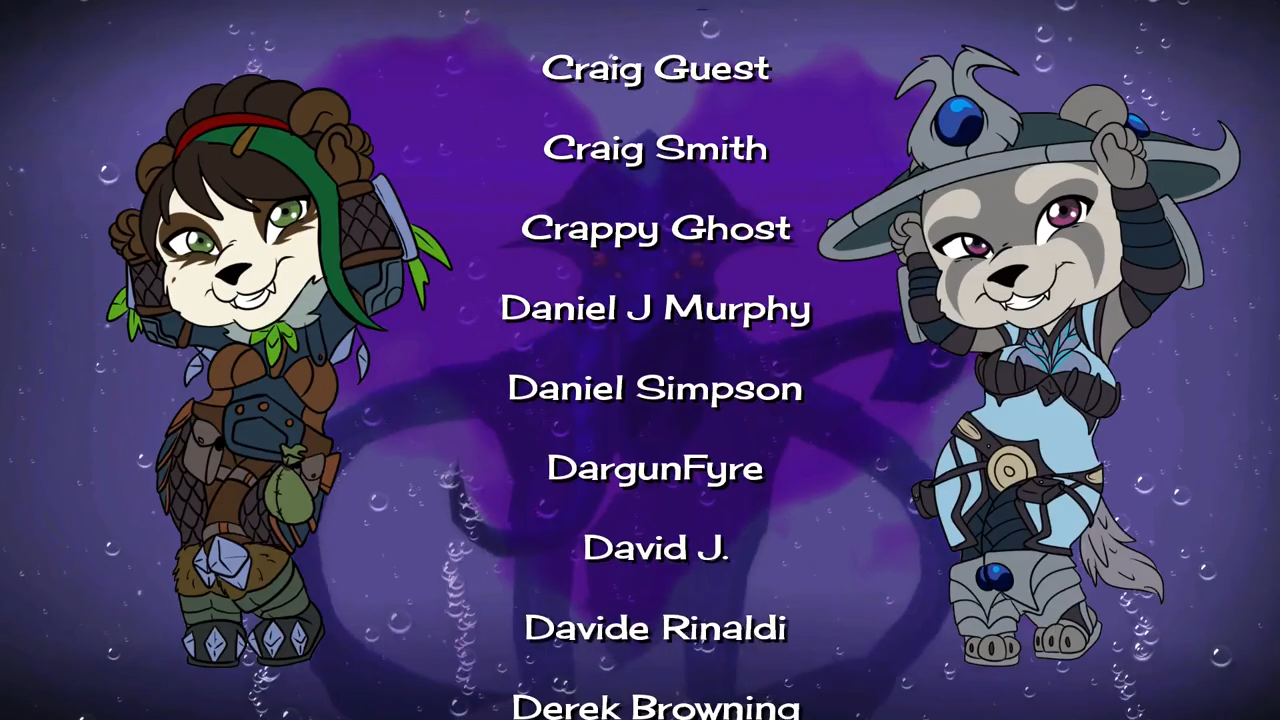 Craig Guest
Craig Smith
Crappy Ghost
Daniel J Murphy
Daniel Simpson
DargunFyre
David J.
Davide Rinaldi
Derek Browning